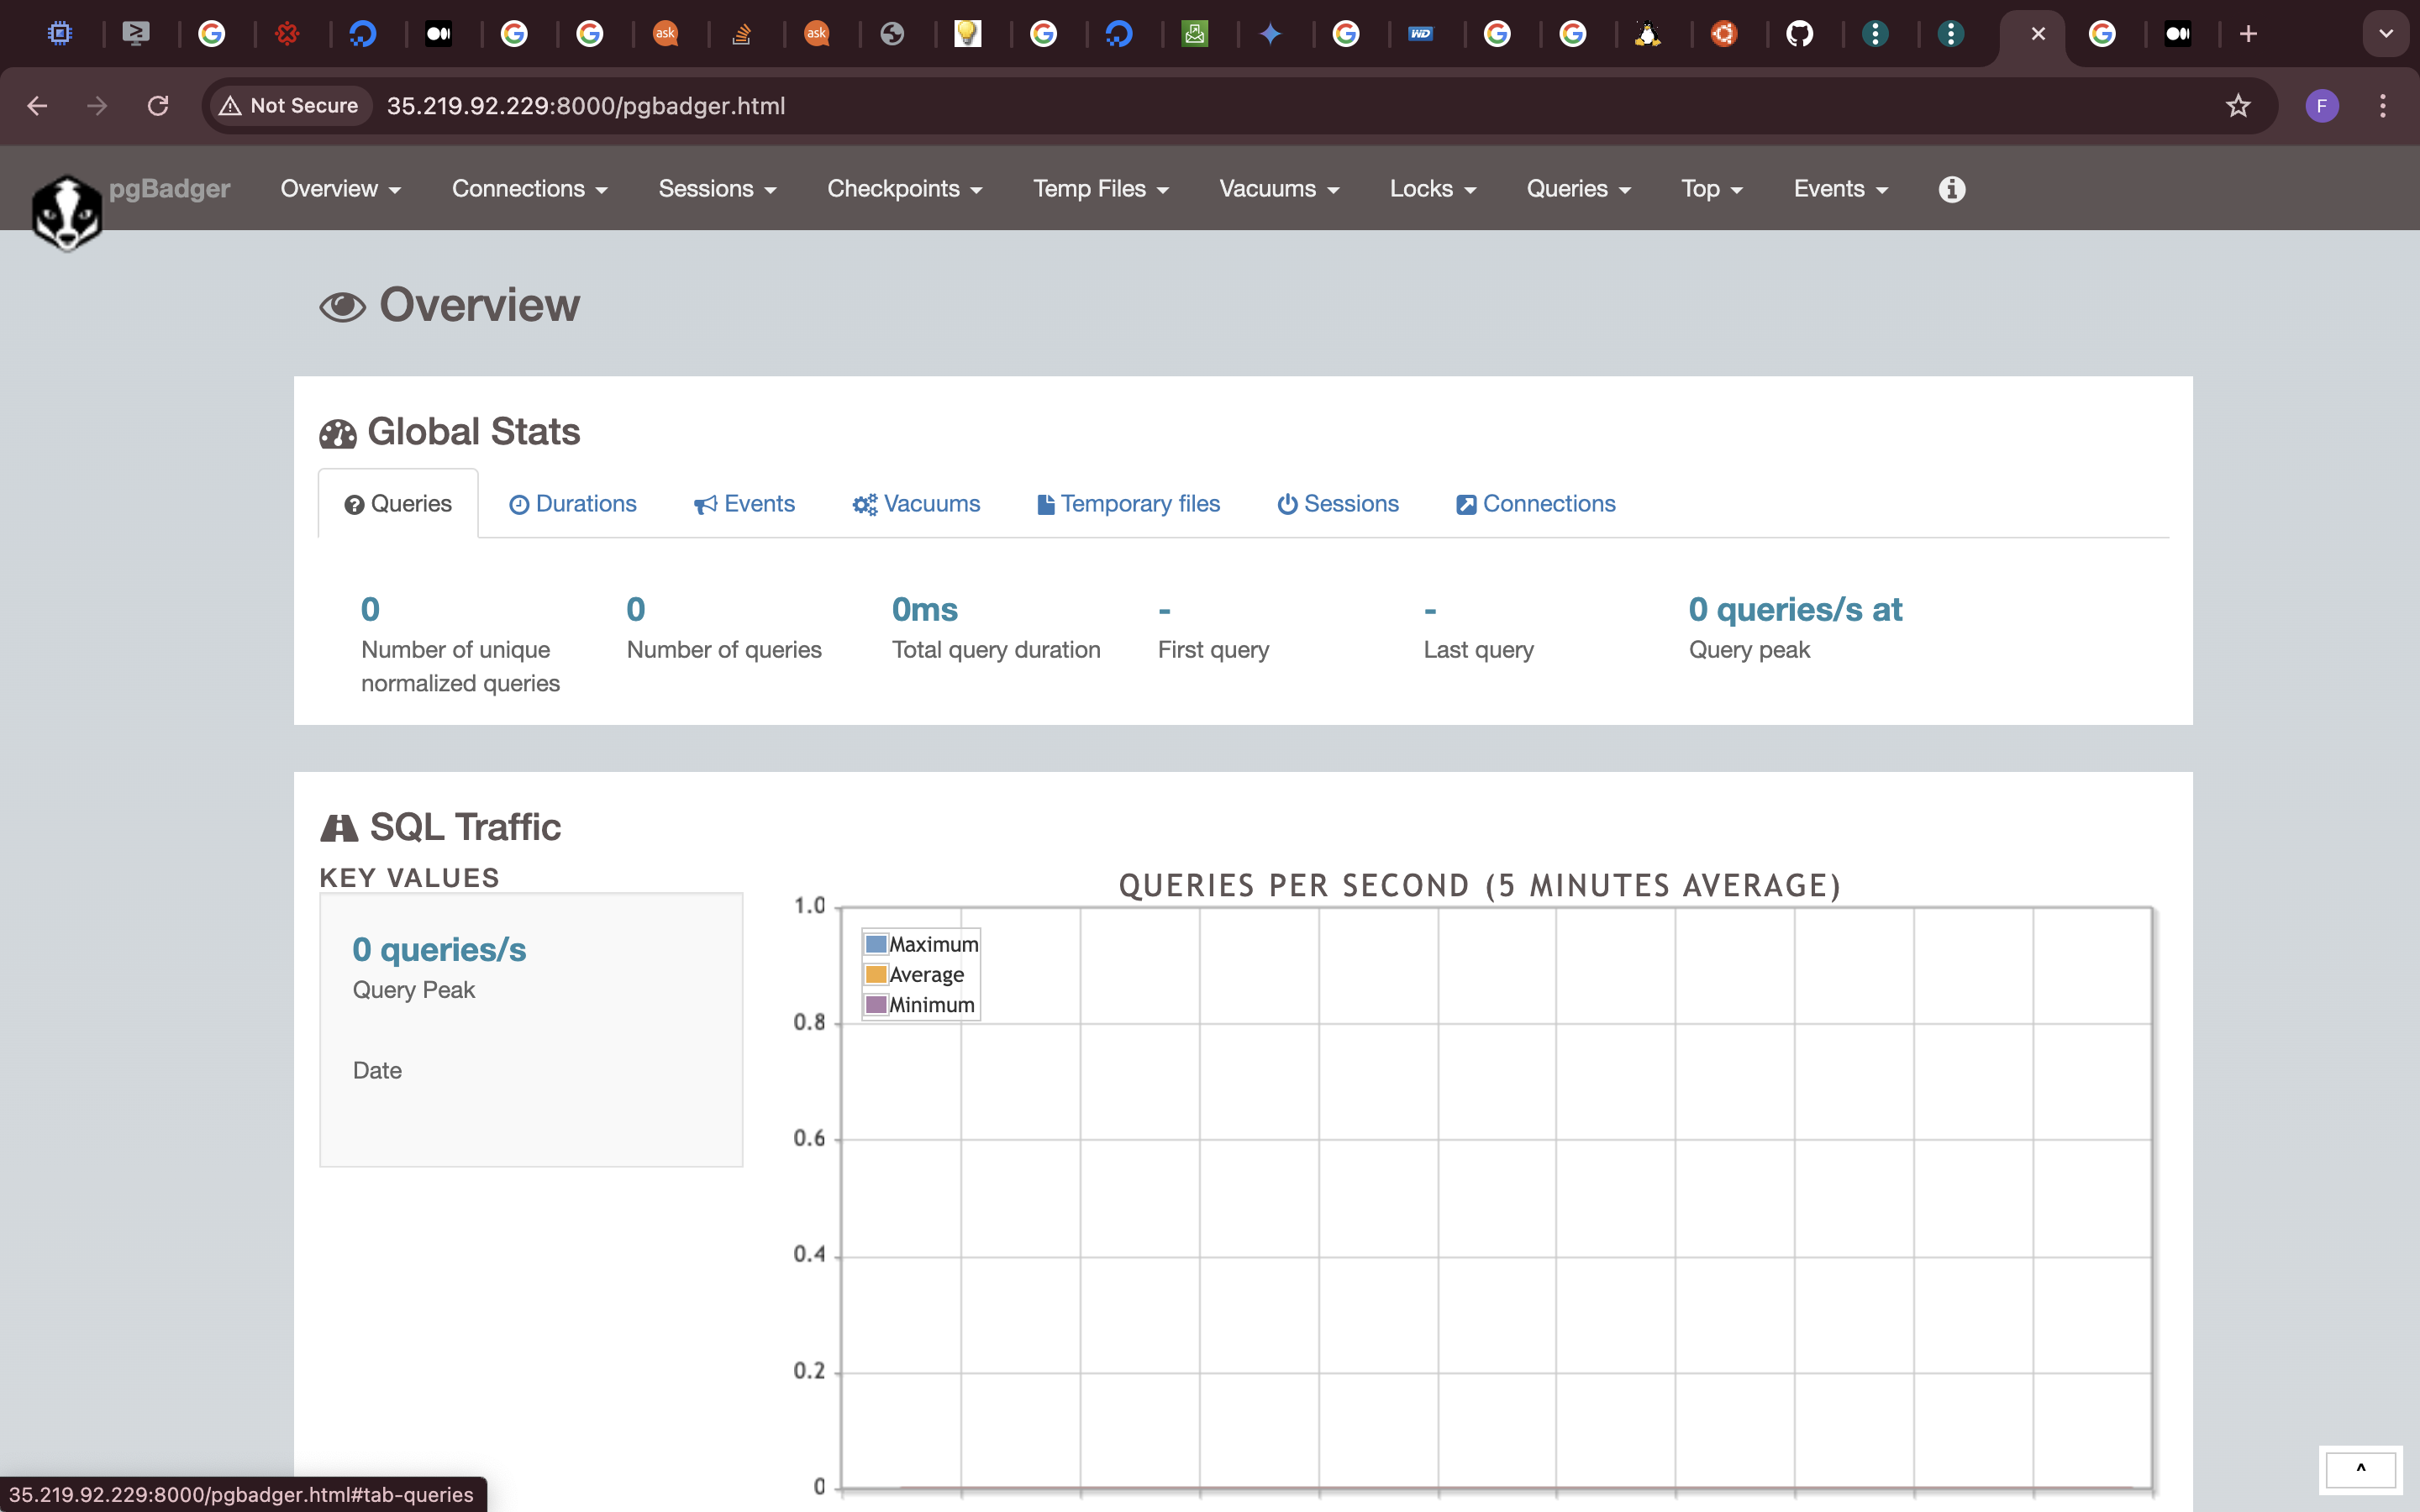 ask
ask
WD
Not Secure
35.219.92.229:8000/pgbadger.html
F
pgBadger
Overview
Connections
Sessions
Checkpoints
Temp Files
Vacuums
Locks
Queries
Top
Events
Overview
Global Stats
Queries
Durations
Events
Vacuums
Temporary files
Sessions
Connections
0
Number of unique
normalized queries
0
Number of queries
0ms
Total query duration
-
First query
-
Last query
0 queries/s at
Query peak
SQL Traffic
KEY VALUES
0 queries/s
Query Peak
Date
QUERIES PER SECOND (5 MINUTES AVERAGE)
Maximum
Average
Minimum
1.0
0.8
0.6
0.4
0.2
0
^
35.219.92.229:8000/pgbadger.html#tab-queries